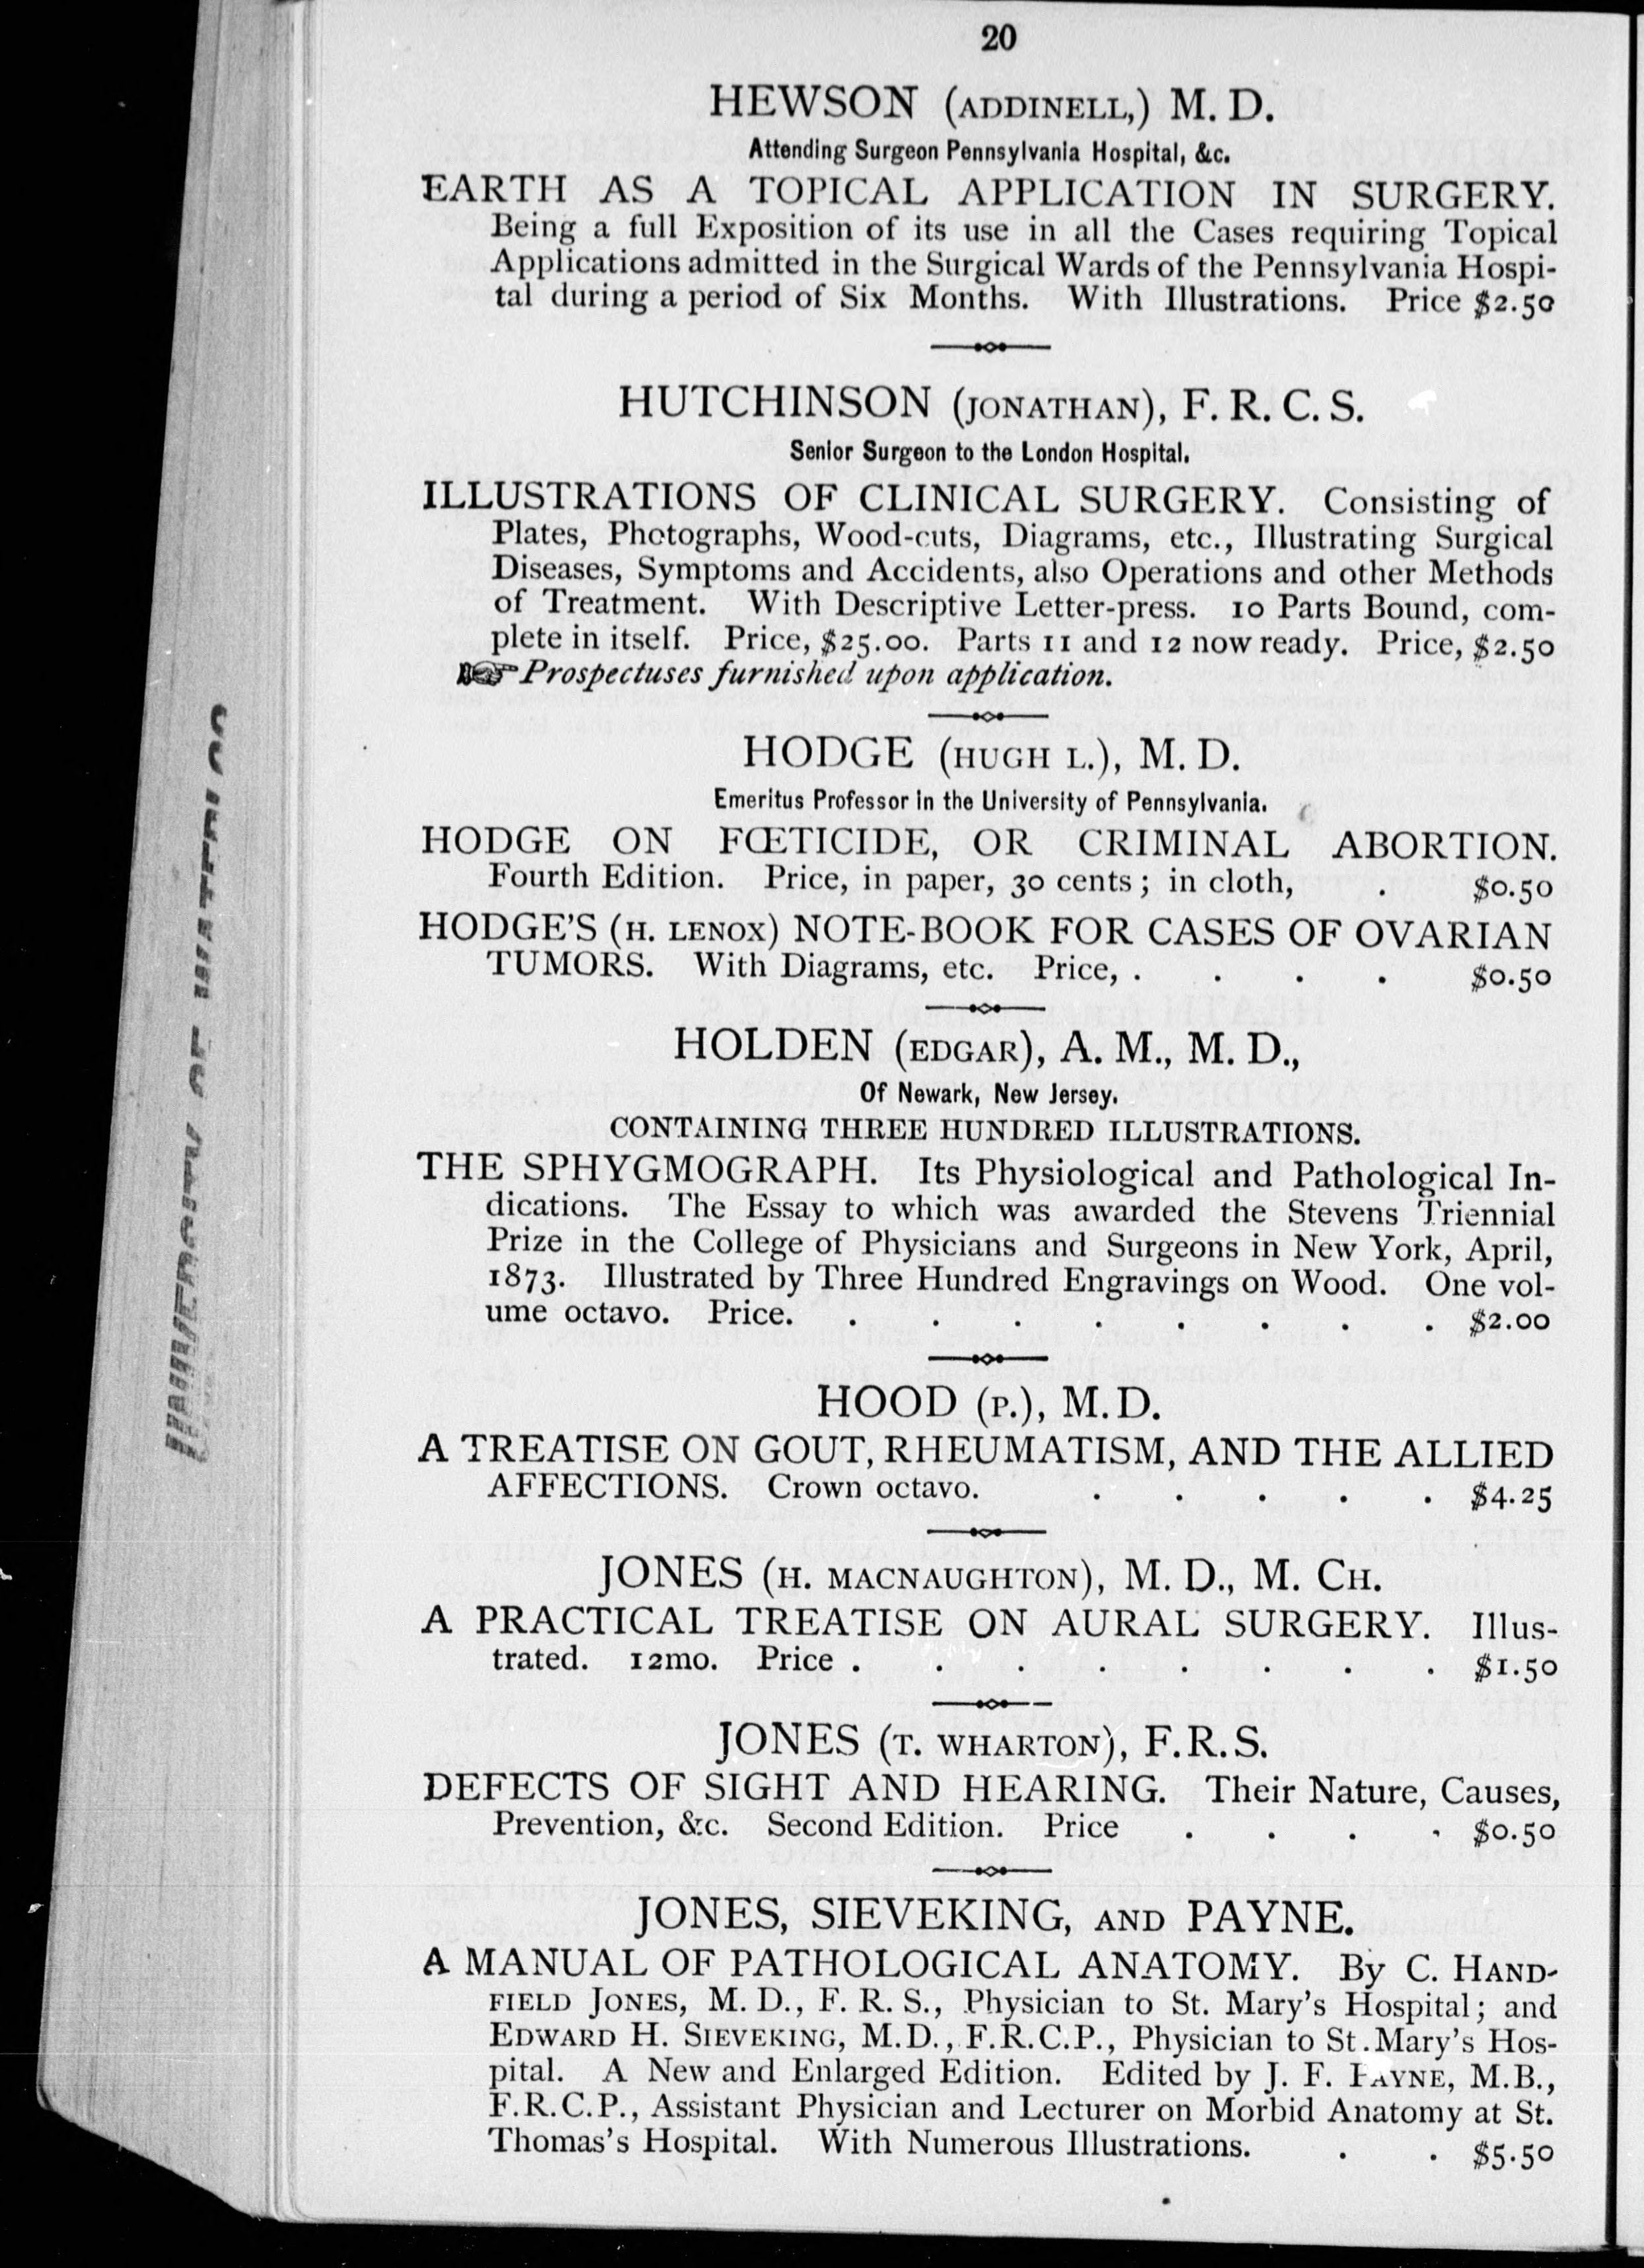 20
HEWSON (ADDINELL,) M. D.
Attending Surgeon Pennsylvania Hospital, &c.
EARTH AS A TOPICAL APPLICATION IN SURGERY.
Being a full Exposition of its use in all the Cases requiring Topical
Applications admitted in the Surgical Wards of the Pennsylvania Hospi-
tal during a period of Six Months. With Illustrations. Price $2.50
HUTCHINSON (JONATHAN), F. R. C. S.
Senior Surgeon to the London Hospital.
ILLUSTRATIONS OF CLINICAL SURGERY. Consisting of
Plates, Photographs, Wood-cuts, Diagrams, etc., Illustrating Surgical
Diseases, Symptoms and Accidents, also Operations and other Methods
of Treatment. With Descriptive Letter-press. 10 Parts Bound, com-
plete in itself. Price, $25.00. Parts 11 and 12 now ready. Price, $2.50
☞ Prospectuses furnished upon application.
HODGE (HUGH L.), M. D.
Emeritus Professor in the University of Pennsylvania.
HODGE ON FŒTICIDE, OR CRIMINAL ABORTION.
Fourth Edition. Price, in paper, 30 cents; in cloth, . $0.50
HODGE'S (H. LENOX) NOTE-BOOK FOR CASES OF OVARIAN
TUMORS. With Diagrams, etc. Price, . . . . $0.50
HOLDEN (EDGAR), A. M., M. D.,
Of Newark, New Jersey.
CONTAINING THREE HUNDRED ILLUSTRATIONS.
THE SPHYGMOGRAPH. Its Physiological and Pathological In-
dications. The Essay to which was awarded the Stevens Triennial
Prize in the College of Physicians and Surgeons in New York, April,
1873. Illustrated by Three Hundred Engravings on Wood. One vol-
ume octavo. Price. . . . . . . . . $2.00
HOOD (P.), M.D.
A TREATISE ON GOUT, RHEUMATISM, AND THE ALLIED
AFFECTIONS. Crown octavo. . . . . . $4.25
JONES (H. MACNAUGHTON), M. D., M. CH.
A PRACTICAL TREATISE ON AURAL SURGERY. Illus-
trated. 12mo. Price . . . . . . . . $1.50
JONES (T. WHARTON), F.R.S.
DEFECTS OF SIGHT AND HEARING. Their Nature, Causes,
Prevention, &c. Second Edition. Price . . . . $0.50
JONES, SIEVEKING, AND PAYNE.
A MANUAL OF PATHOLOGICAL ANATOMY. By C. HAND-
FIELD JONES, M. D., F. R. S., Physician to St. Mary's Hospital; and
EDWARD H. SIEVEKING, M.D., F.R.C.P., Physician to St. Mary's Hos-
pital. A New and Enlarged Edition. Edited by J. F. PAYNE, M.B.,
F.R.C.P., Assistant Physician and Lecturer on Morbid Anatomy at St.
Thomas's Hospital. With Numerous Illustrations. . . $5.50
UNIVERSITY OF WATERLOO